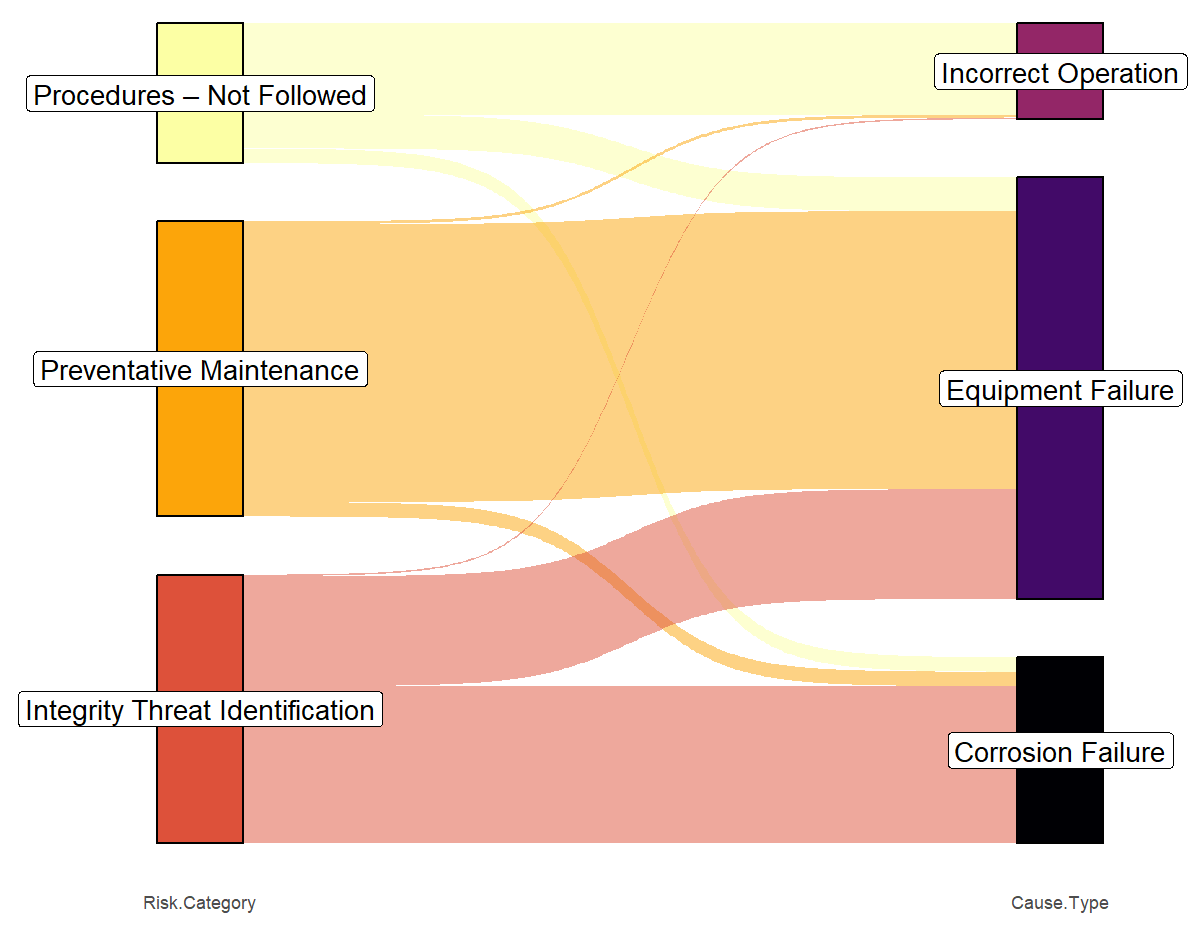 Procedures – Not Followed
Incorrect Operation
Preventative Maintenance
Equipment Failure
Integrity Threat Identification
Corrosion Failure
Risk.Category
Cause.Type